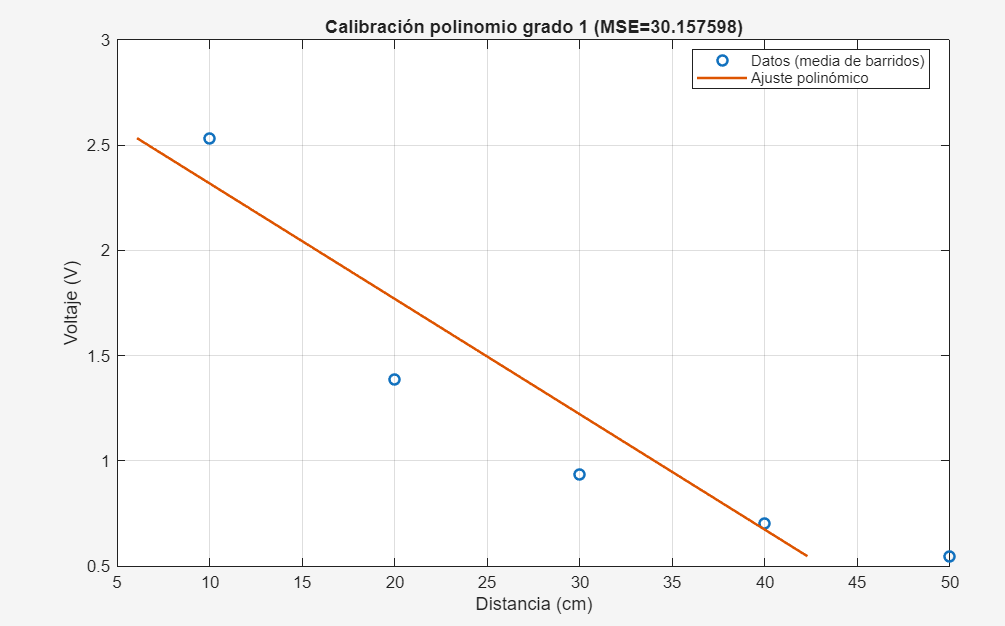 Calibración polinomio grado 1 (MSE=30.157598)
Datos (media de barridos)
Ajuste polinómico
3
2.5
2
1.5
1
0.5
Voltaje (V)
5 10 15 20 25 30 35 40 45 50
Distancia (cm)